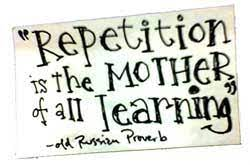 "Repetition
is the MOTHER
of all learning"
-old Russian Proverb